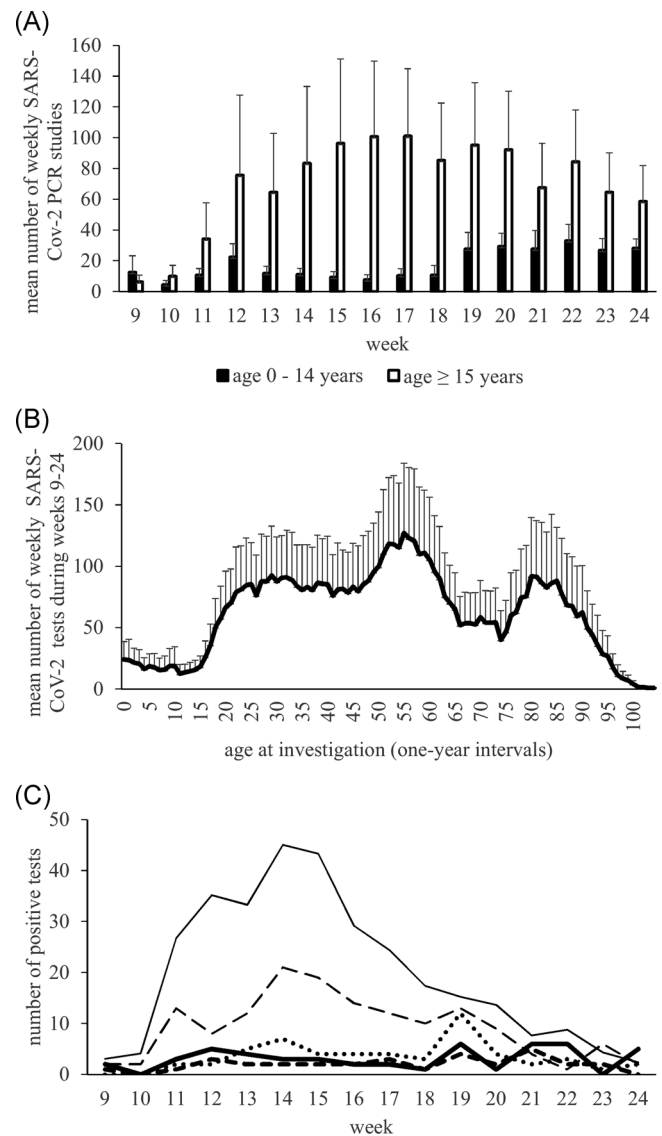 (A)
mean number of weekly SARS-
Cov-2 PCR studies
160
140
120
100
80
60
40
20
0
9 10 11 12 13 14 15 16 17 18 19 20 21 22 23 24
week
age 0 - 14 years age ≥ 15 years
(B)
mean number of weekly SARS-
CoV-2 tests during weeks 9-24
200
150
100
50
0
0 5 10 15 20 25 30 35 40 45 50 55 60 65 70 75 80 85 90 95 100
age at investigation (one-year intervals)
(C)
number of positive tests
50
40
30
20
10
0
9 10 11 12 13 14 15 16 17 18 19 20 21 22 23 24
week